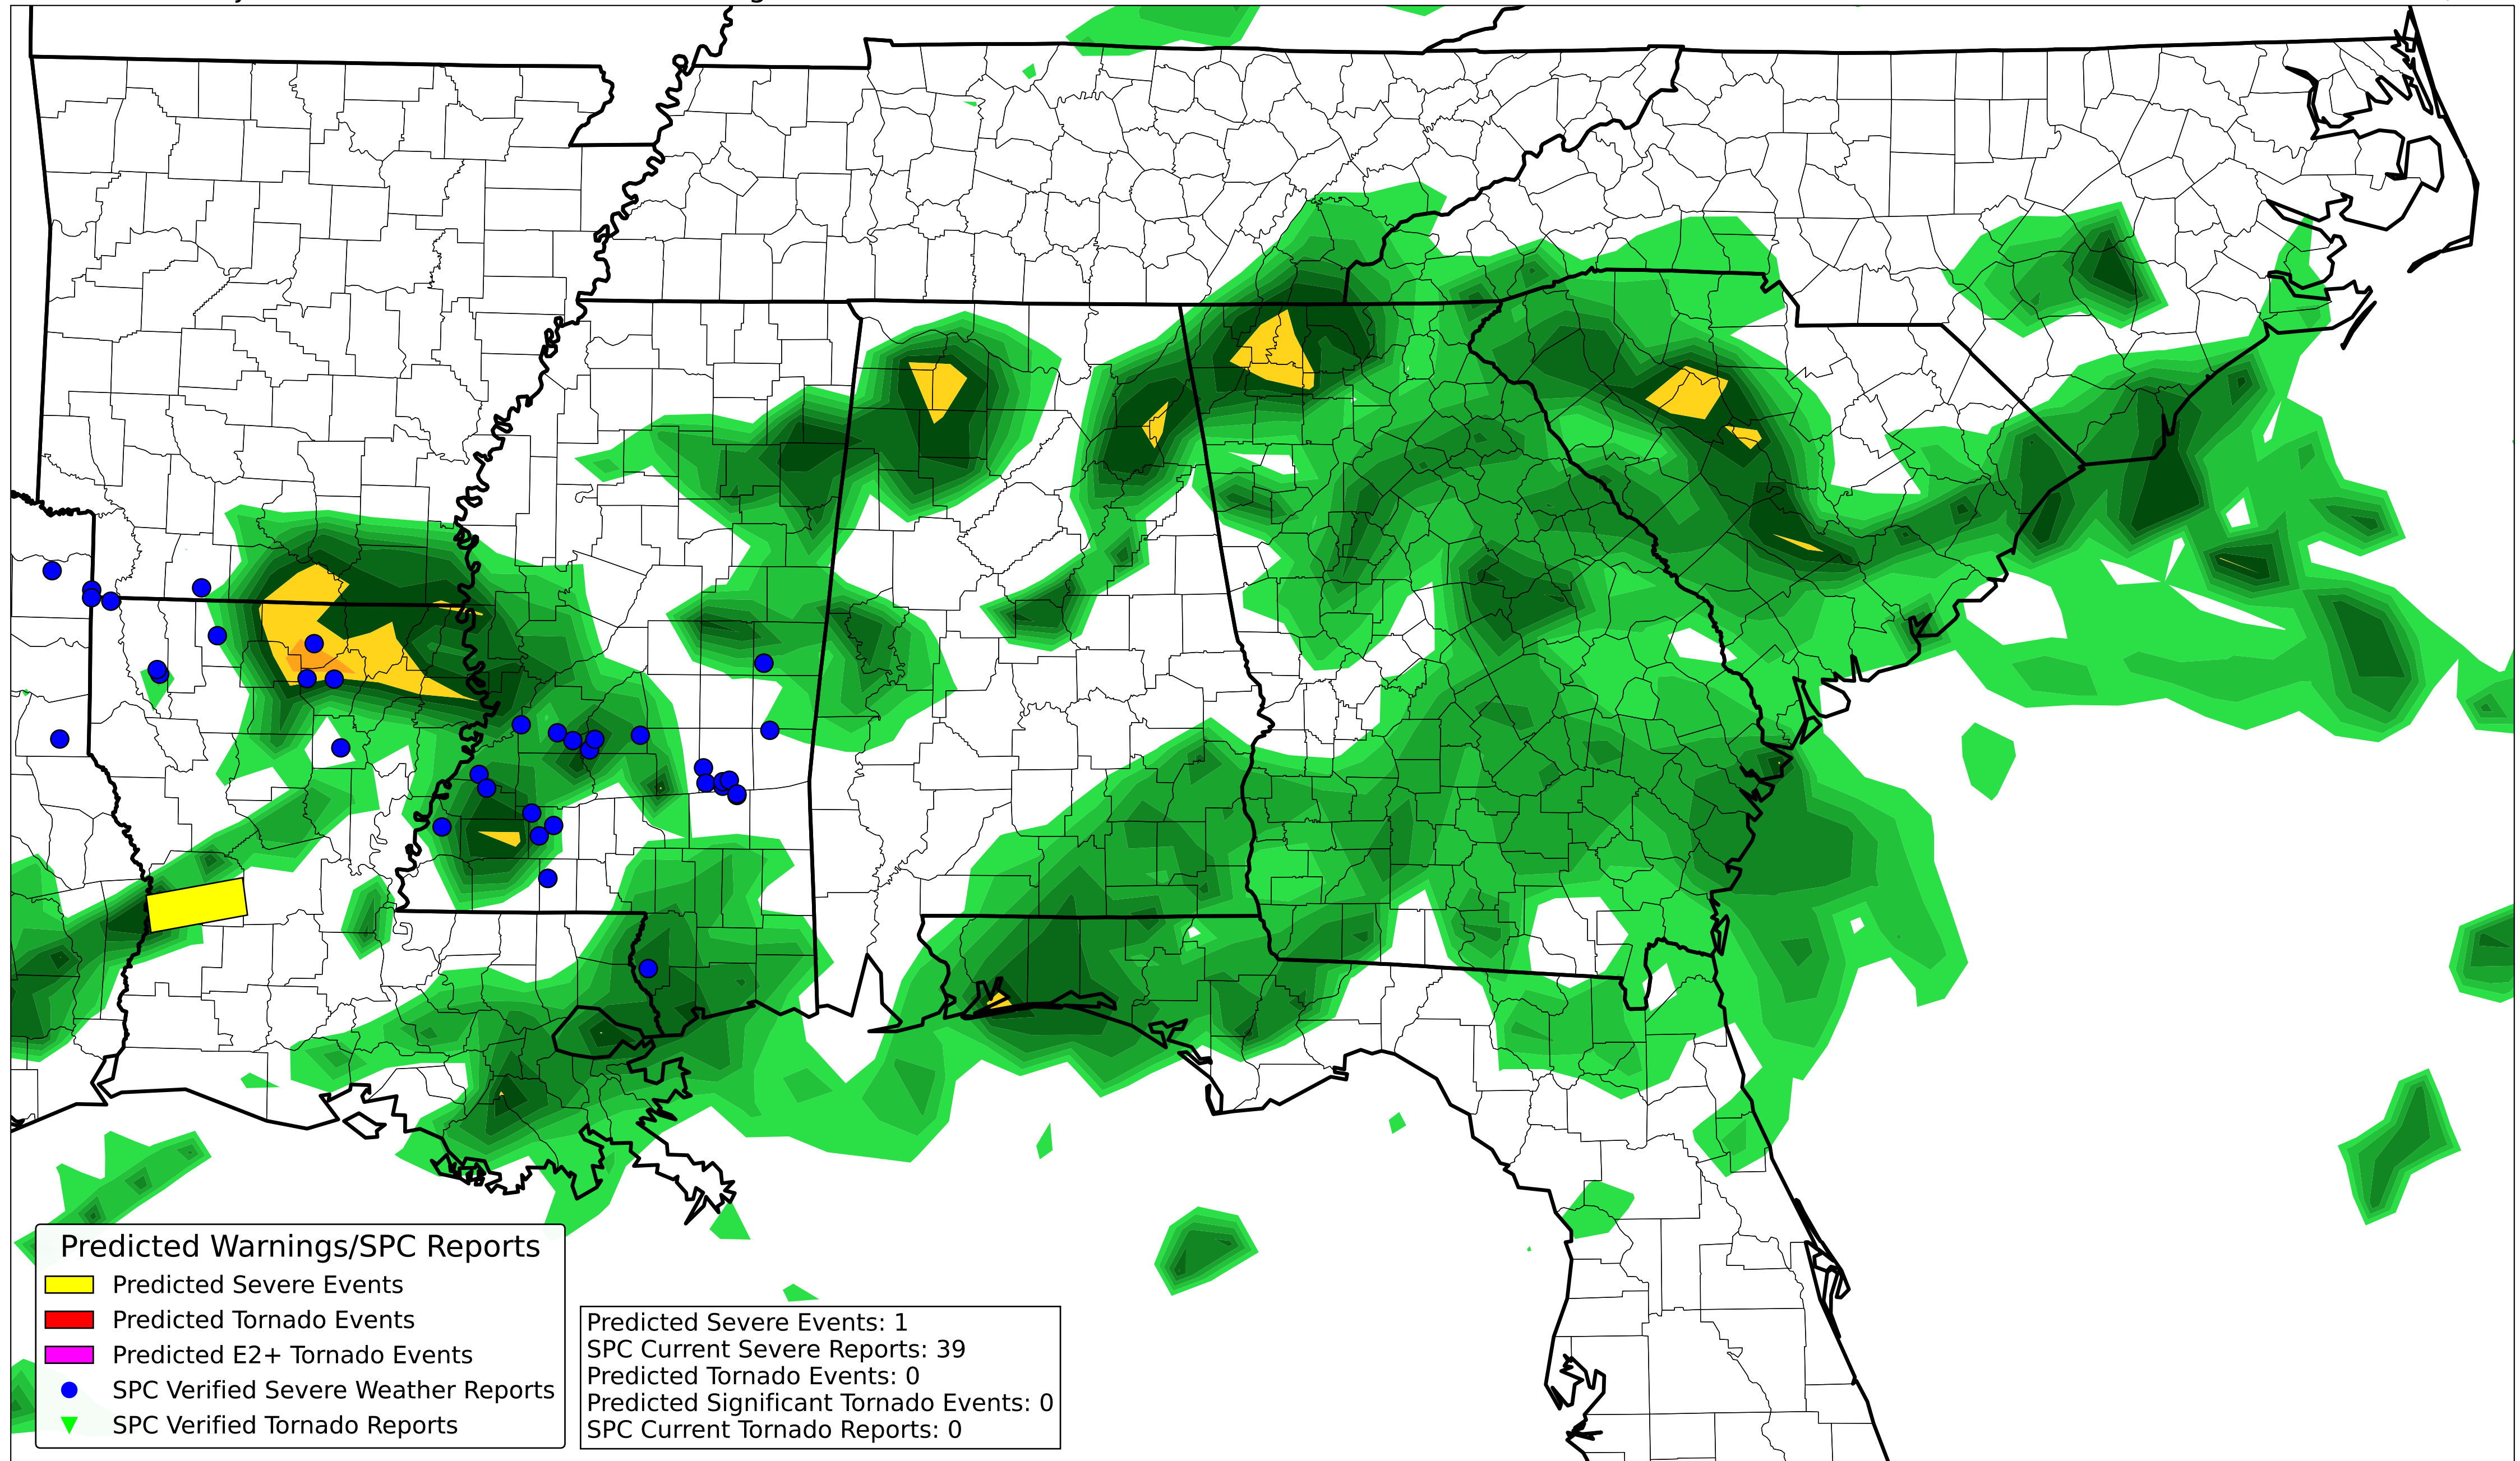 Predicted Warnings/SPC Reports
Predicted Severe Events
Predicted Tornado Events
Predicted E2+ Tornado Events
SPC Verified Severe Weather Reports
SPC Verified Tornado Reports
Predicted Severe Events: 1
SPC Current Severe Reports: 39
Predicted Tornado Events: 0
Predicted Significant Tornado Events: 0
SPC Current Tornado Reports: 0